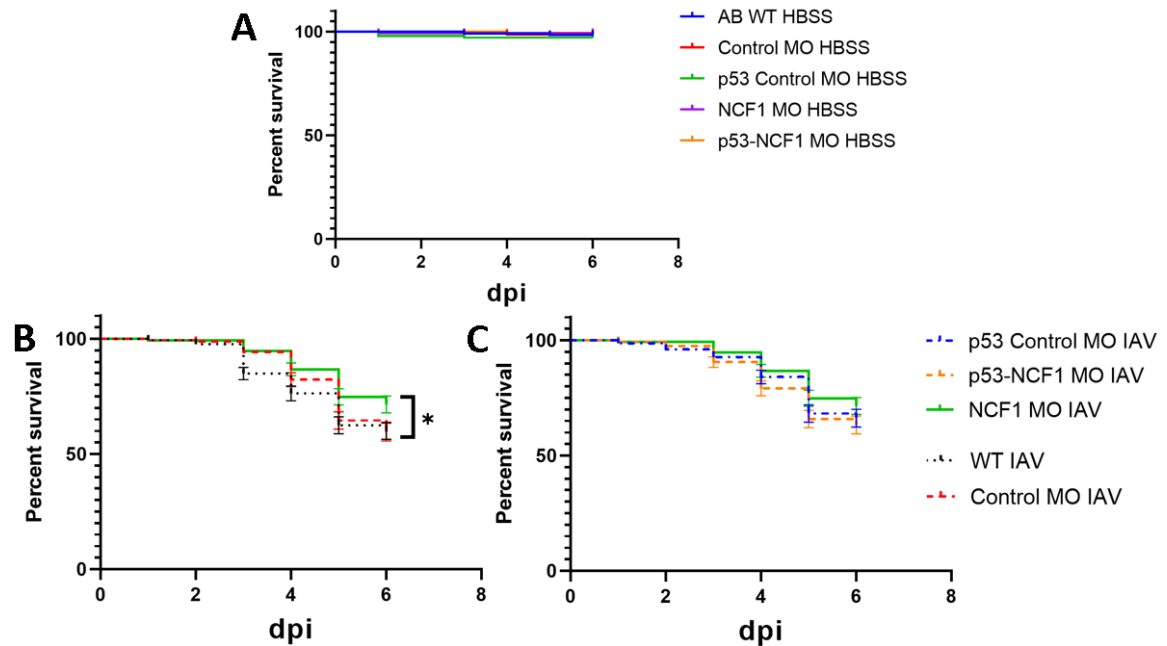 A
Percent survival
100
50
0
0 2 4 6 8
dpi
AB WT HBSS
Control MO HBSS
p53 Control MO HBSS
NCF1 MO HBSS
p53-NCF1 MO HBSS
B
Percent survival
100
50
0
0 2 4 6 8
dpi
*
C
Percent survival
100
50
0
0 2 4 6 8
dpi
p53 Control MO IAV
p53-NCF1 MO IAV
NCF1 MO IAV
WT IAV
Control MO IAV